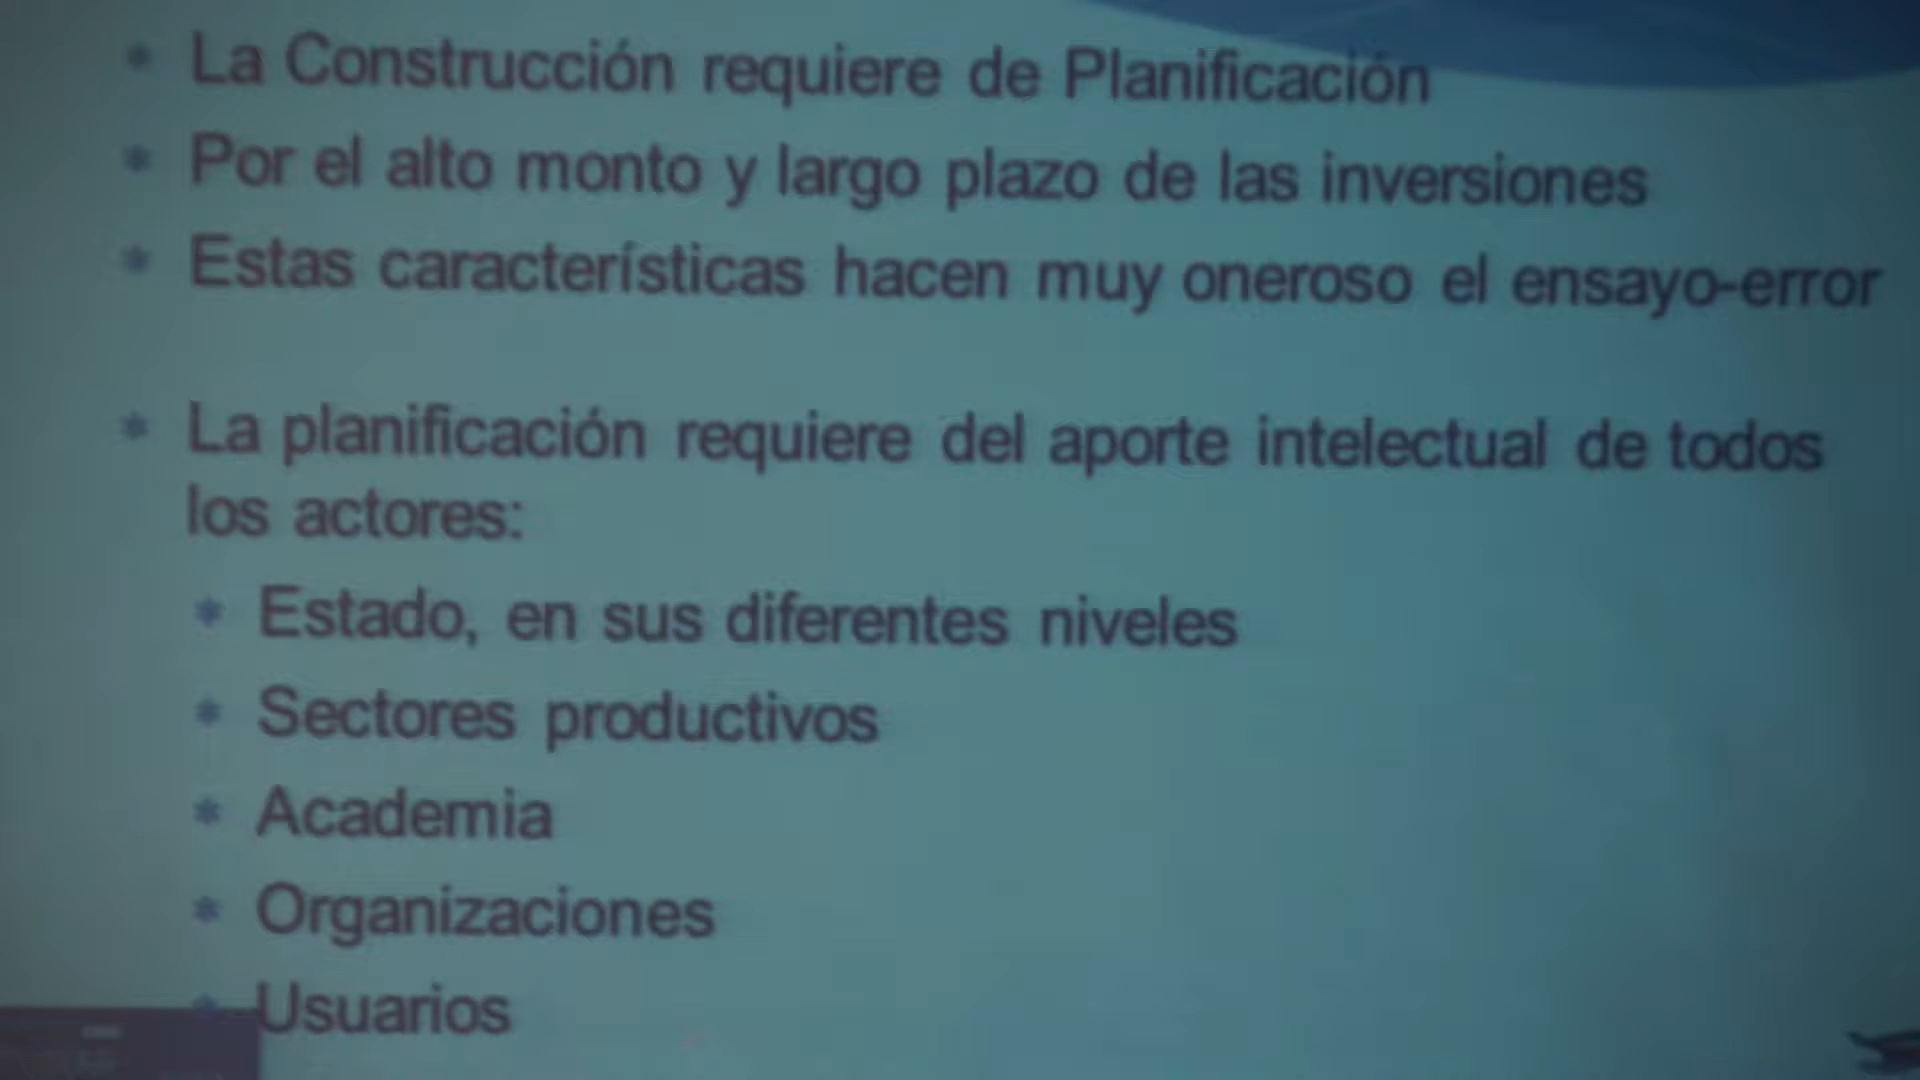 * La Construcción requiere de Planificación
* Por el alto monto y largo plazo de las inversiones
* Estas características hacen muy oneroso el ensayo-error
* La planificación requiere del aporte intelectual de todos
los actores:
* Estado, en sus diferentes niveles
* Sectores productivos
* Academia
* Organizaciones
* Usuarios